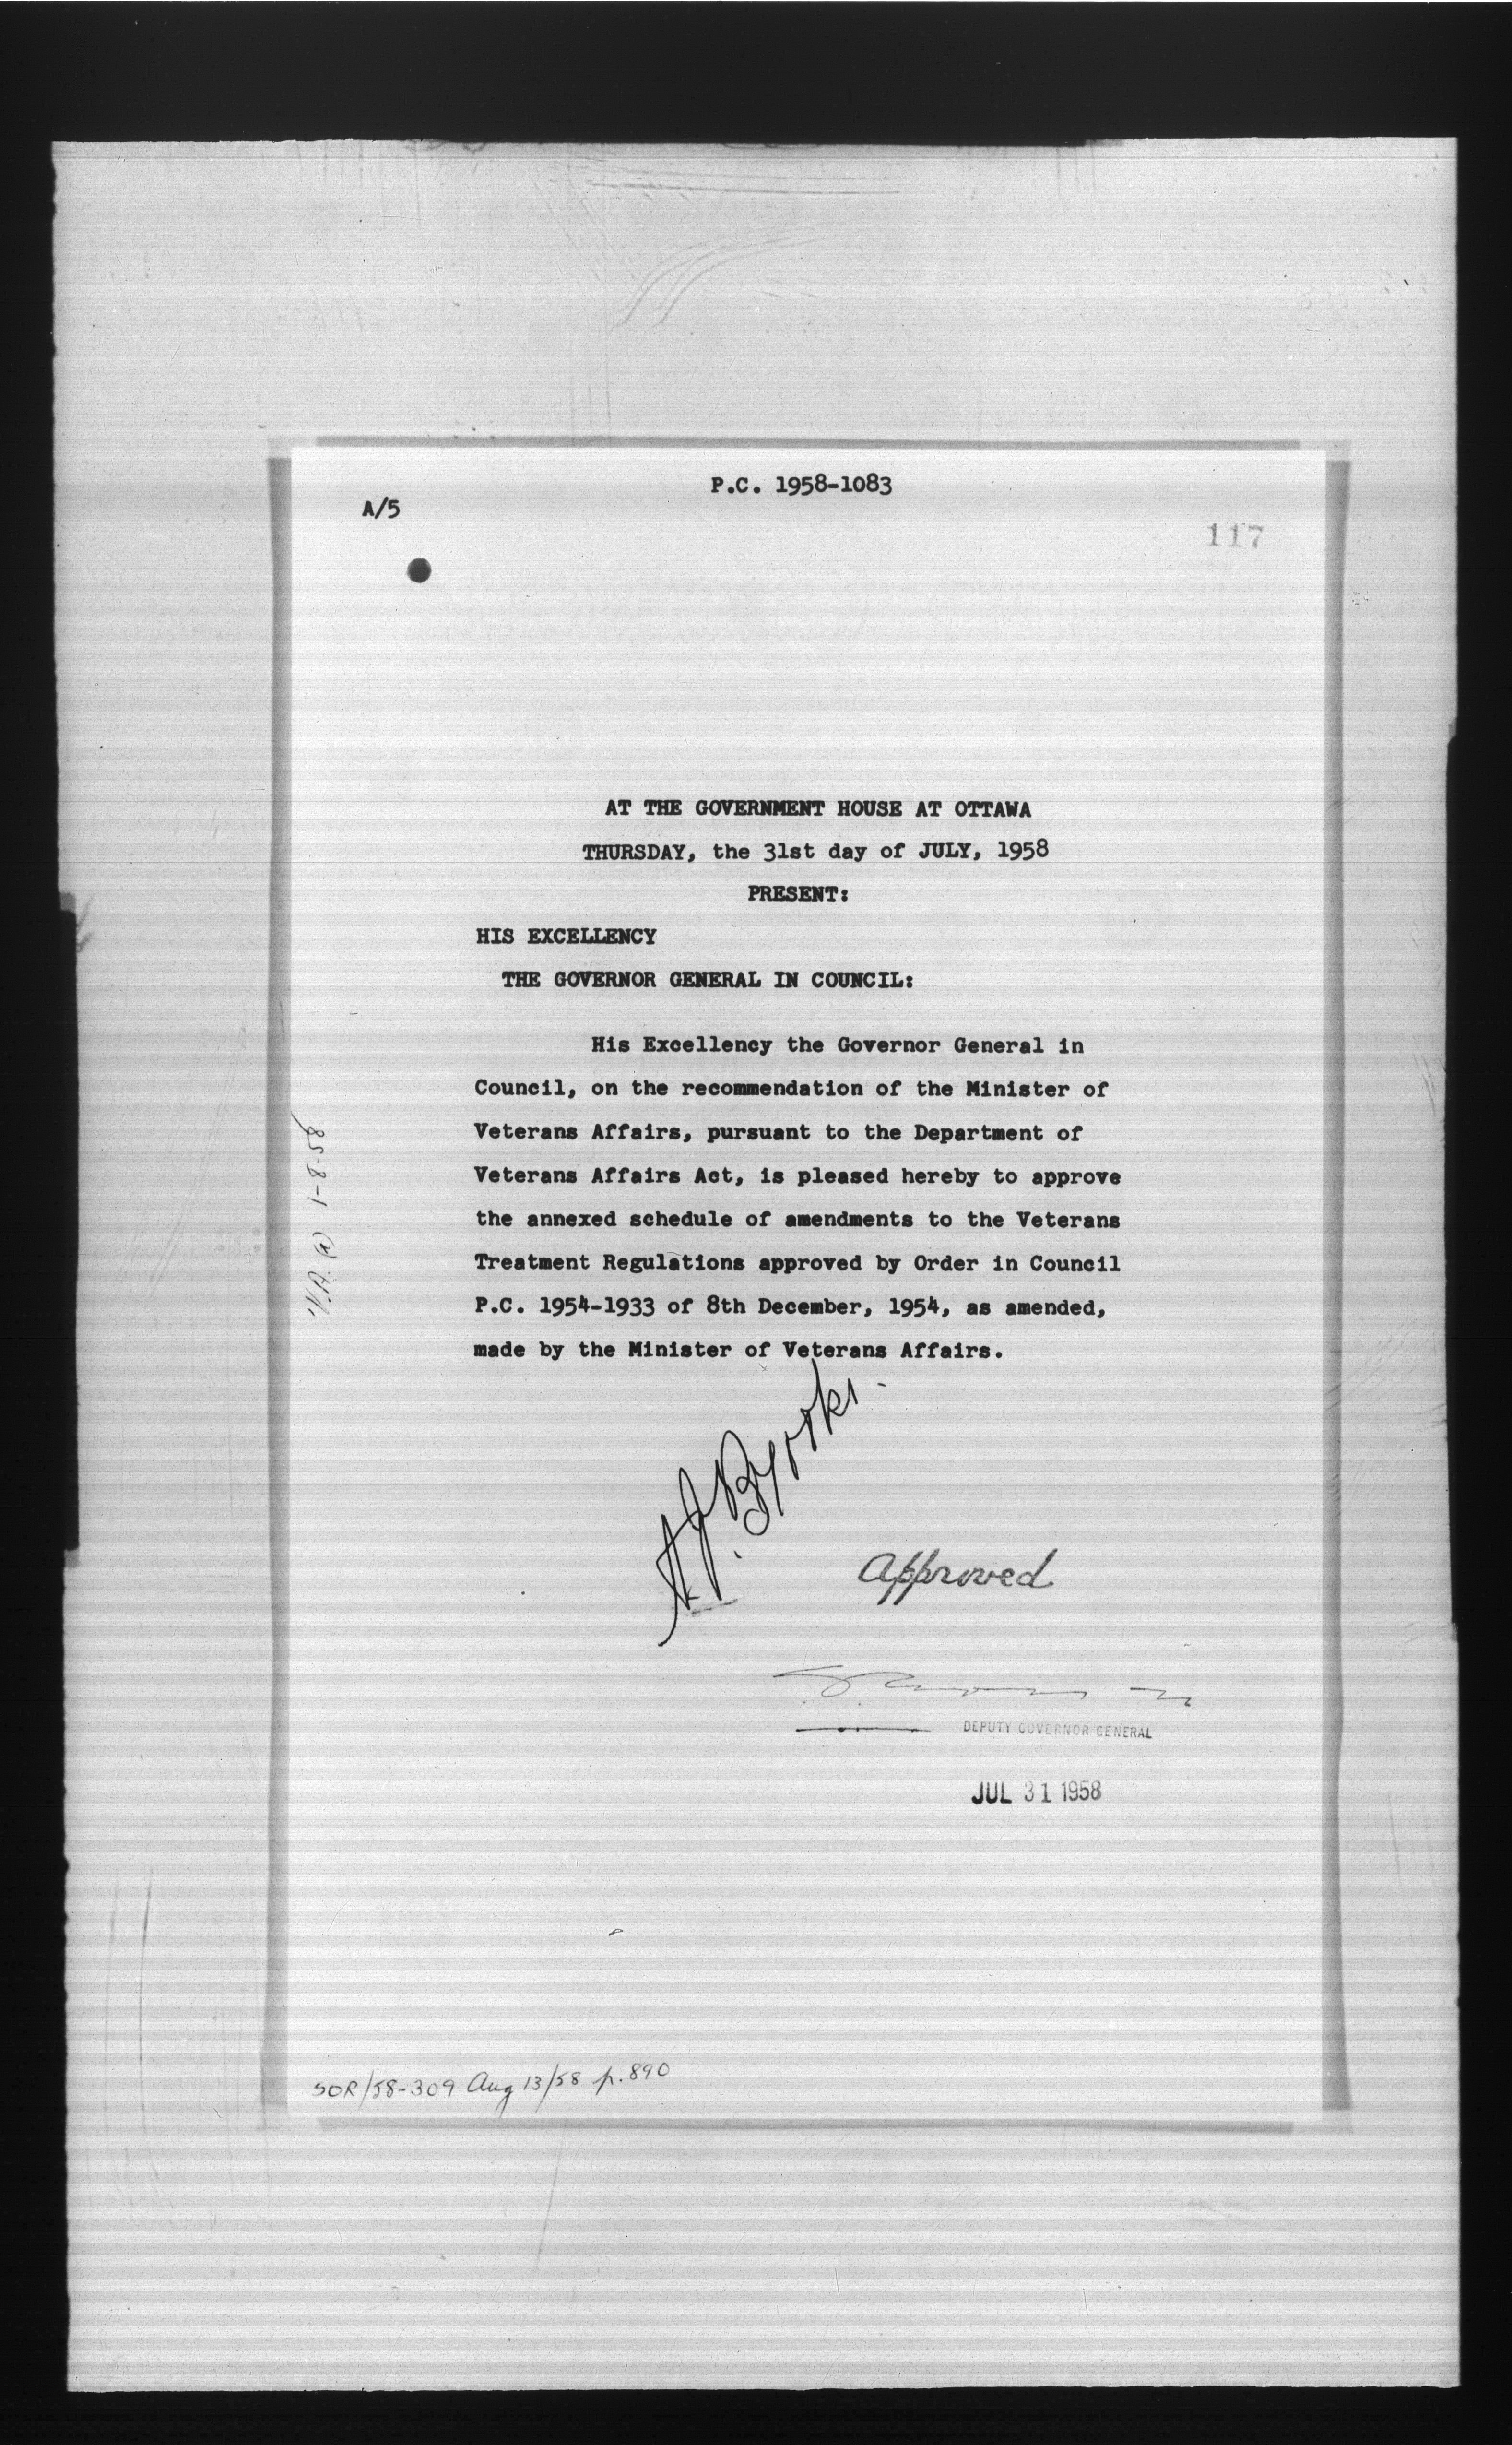 P.C. 1958-1083
A/5
117
AT THE GOVERNMENT HOUSE AT OTTAWA
THURSDAY, the 31st day of JULY, 1958
PRESENT:
HIS EXCELLENCY
THE GOVERNOR GENERAL IN COUNCIL:
His Excellency the Governor General in
Council, on the recommendation of the Minister of
Veterans Affairs, pursuant to the Department of
Veterans Affairs Act, is pleased hereby to approve
the annexed schedule of amendments to the Veterans
Treatment Regulations approved by Order in Council
P.C. 1954-1933 of 8th December, 1954, as amended,
made by the Minister of Veterans Affairs.
V.A. (a) 1-8-58
Approved
DEPUTY GOVERNOR GENERAL
JUL 31 1958
SOR/58-309 Aug 13/58 p. 890